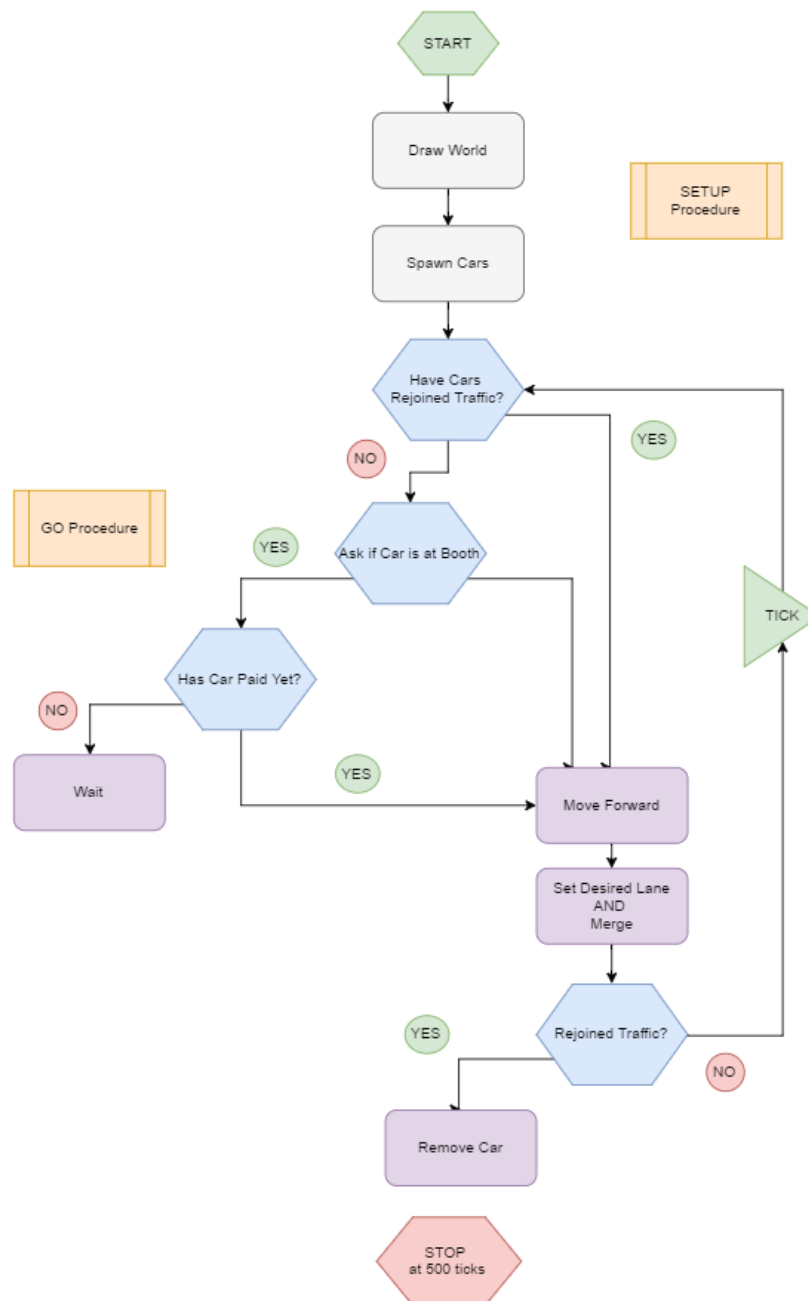 START
Draw World
SETUP
Procedure
Spawn Cars
Have Cars
Rejoined Traffic?
YES
NO
GO Procedure
YES
Ask if Car is at Booth
TICK
Has Car Paid Yet?
NO
YES
Wait
Move Forward
Set Desired Lane
AND
Merge
YES
Rejoined Traffic?
NO
Remove Car
STOP
at 500 ticks